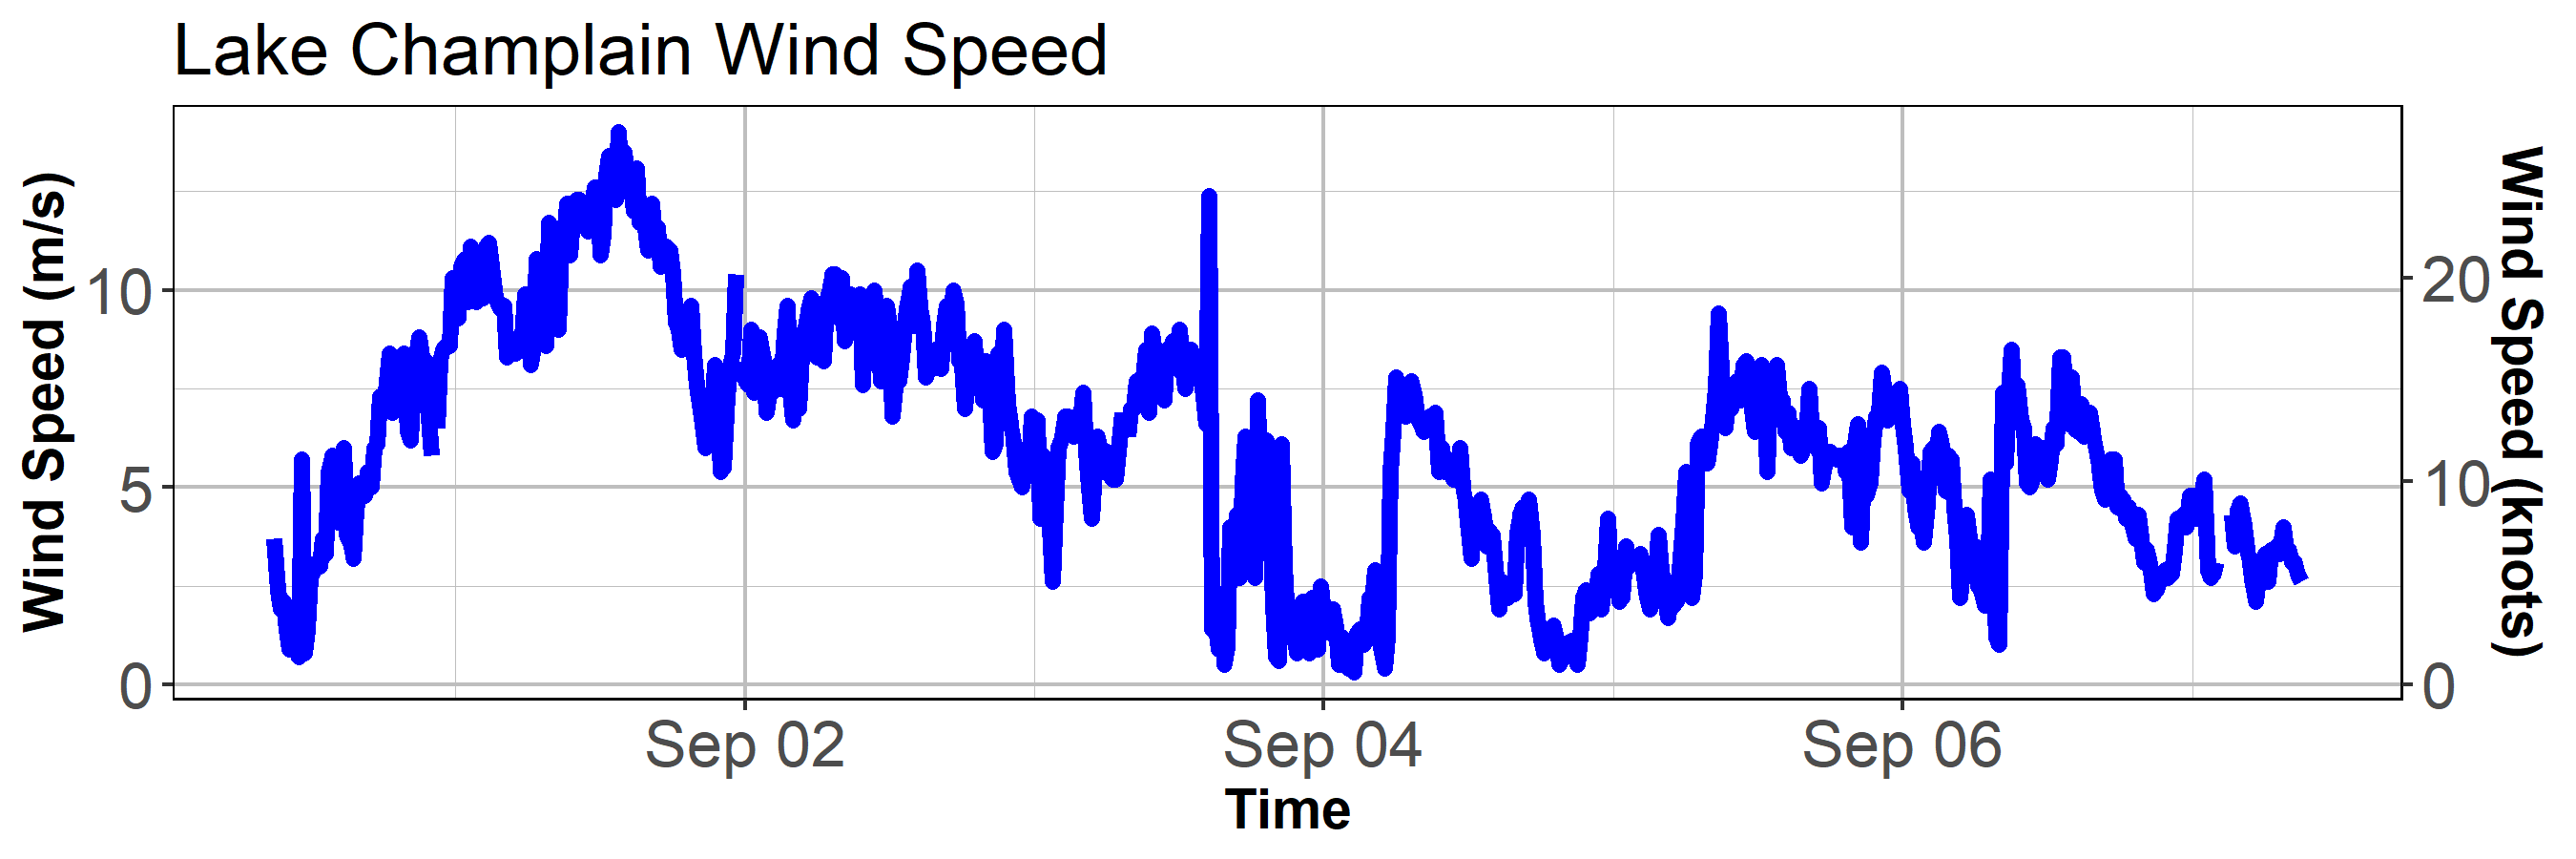 Lake Champlain Wind Speed
Wind Speed (m/s)
10
5
0
20
10
0
Wind Speed (knots)
Sep 02
Sep 04
Sep 06
Time